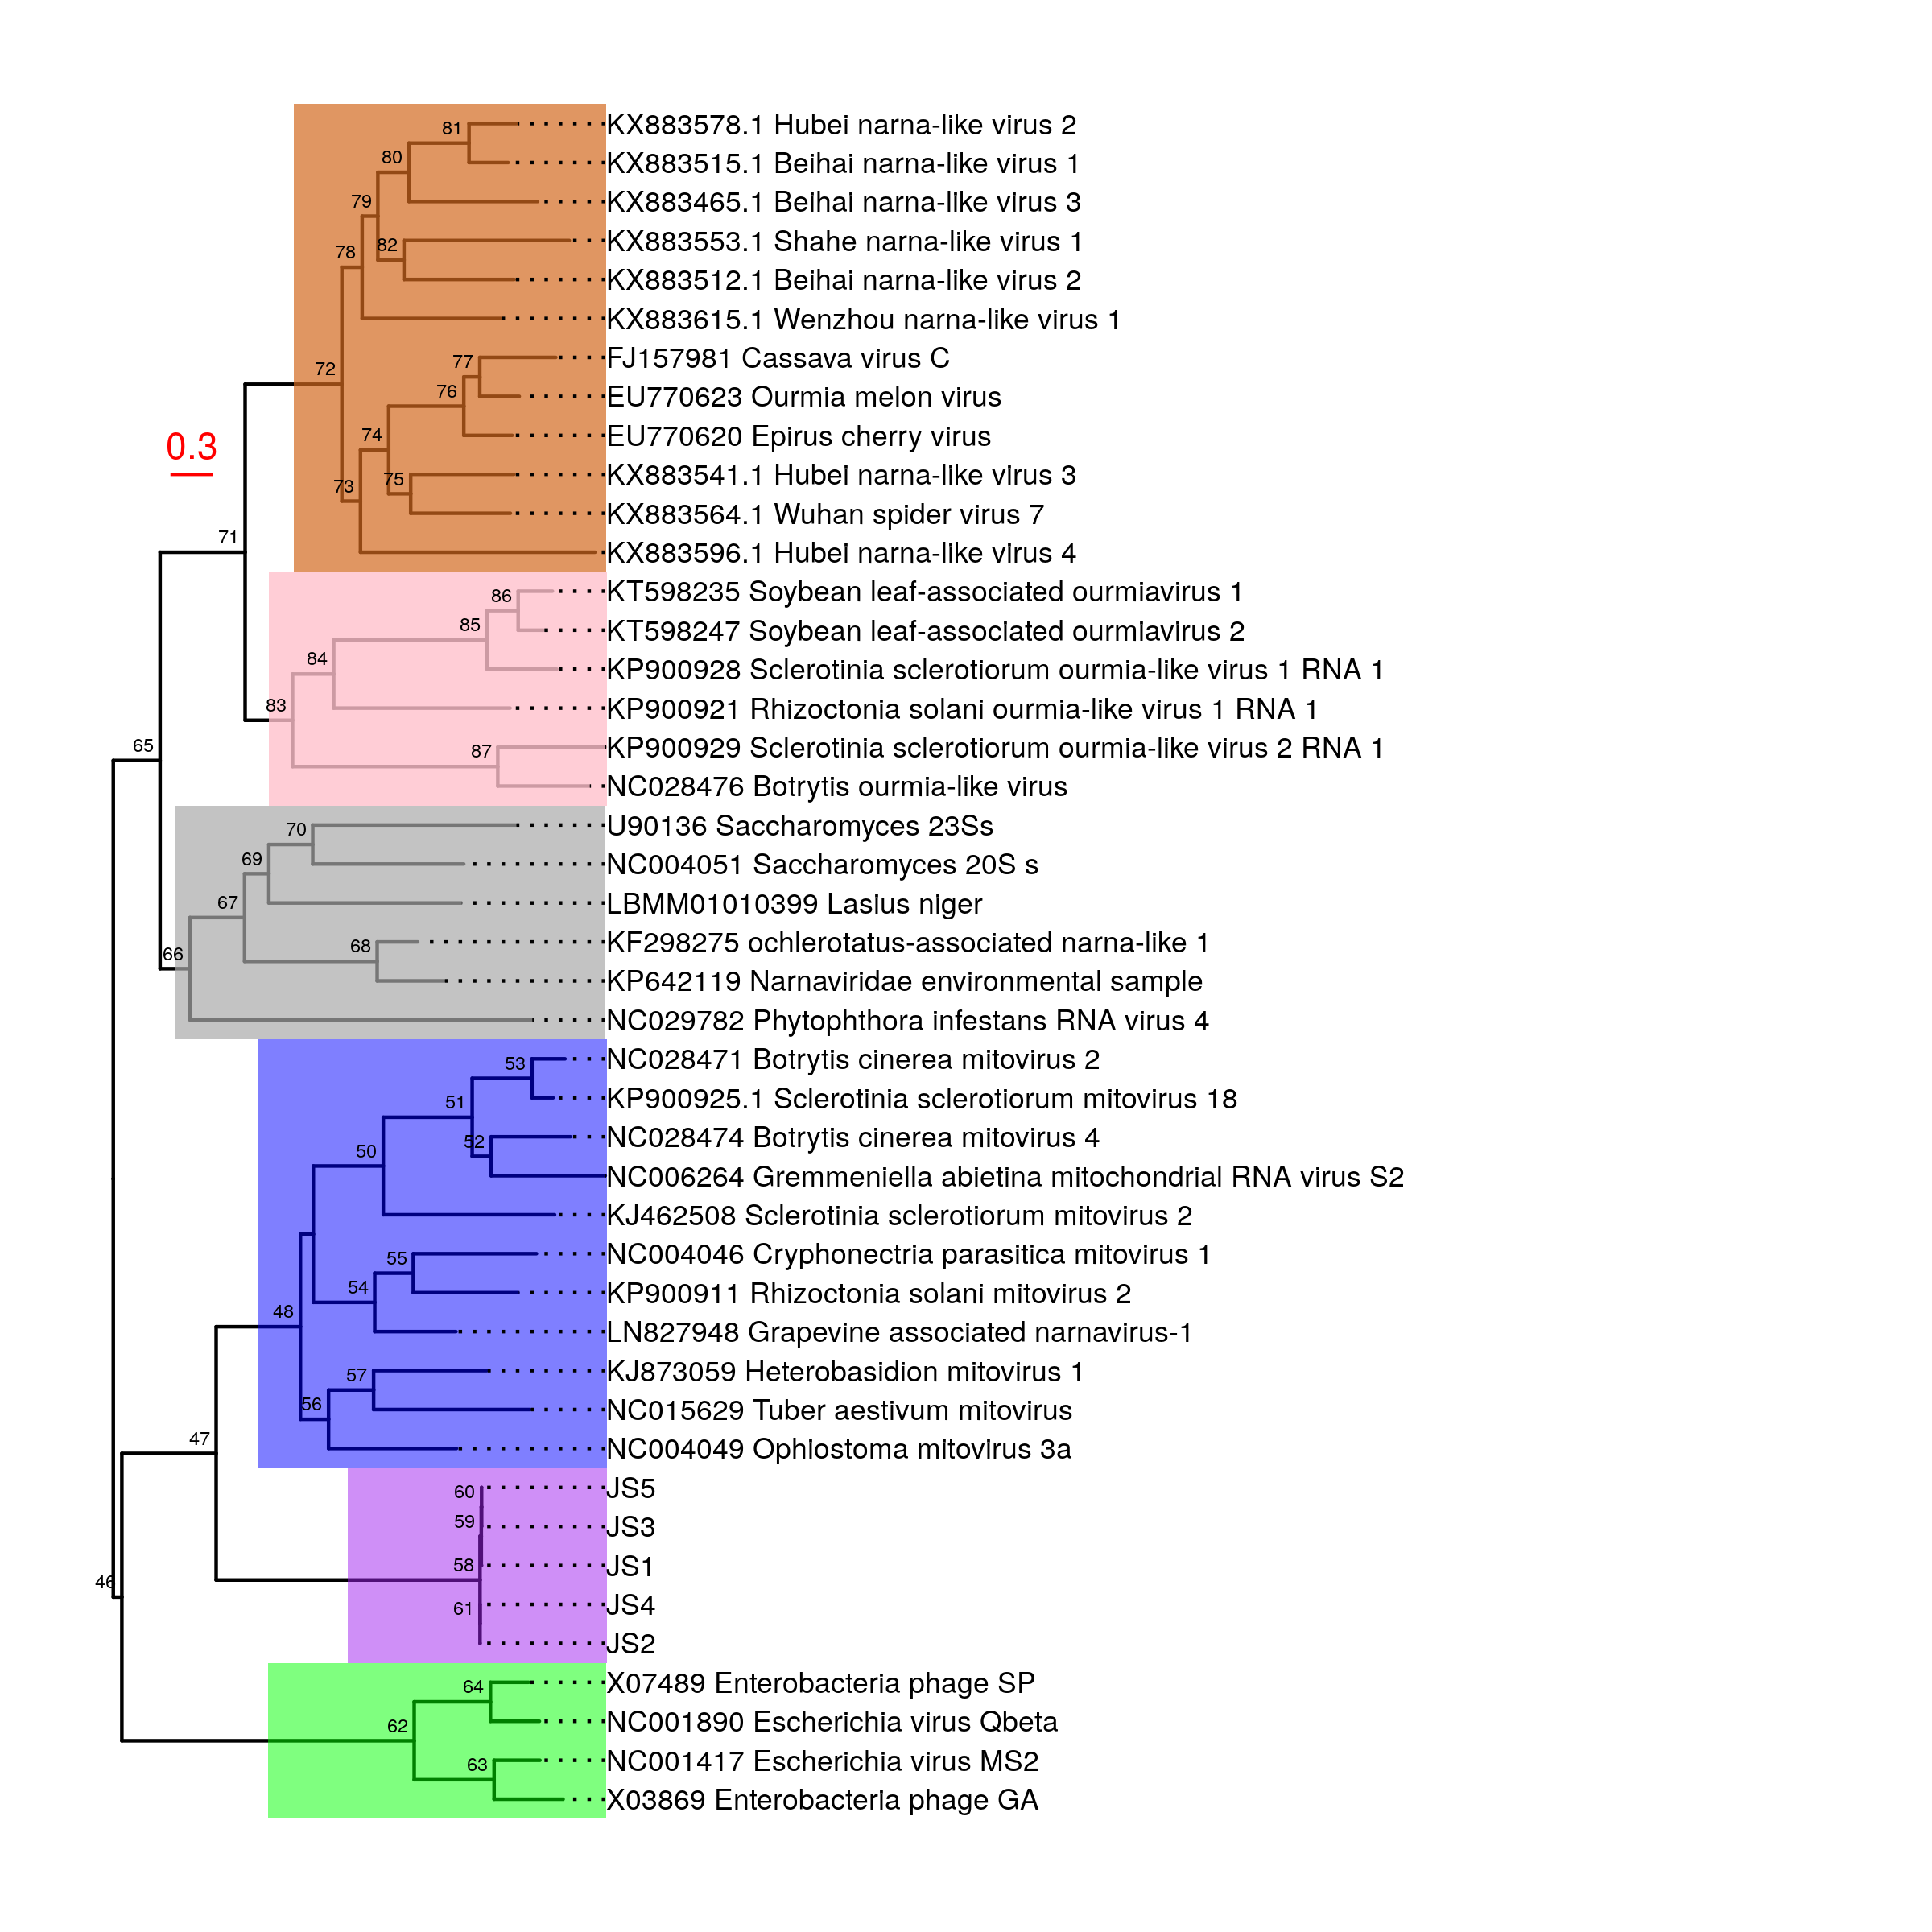 81
KX883578.1 Hubei narna-like virus 2
80
KX883515.1 Beihai narna-like virus 1
79
KX883465.1 Beihai narna-like virus 3
82
KX883553.1 Shahe narna-like virus 1
78
KX883512.1 Beihai narna-like virus 2
KX883615.1 Wenzhou narna-like virus 1
77
FJ157981 Cassava virus C
72
76
EU770623 Ourmia melon virus
74
EU770620 Epirus cherry virus
0.3
75
KX883541.1 Hubei narna-like virus 3
73
KX883564.1 Wuhan spider virus 7
71
KX883596.1 Hubei narna-like virus 4
86
KT598235 Soybean leaf-associated ourmiavirus 1
85
KT598247 Soybean leaf-associated ourmiavirus 2
84
KP900928 Sclerotinia sclerotiorum ourmia-like virus 1 RNA 1
83
KP900921 Rhizoctonia solani ourmia-like virus 1 RNA 1
65
87
KP900929 Sclerotinia sclerotiorum ourmia-like virus 2 RNA 1
NC028476 Botrytis ourmia-like virus
70
U90136 Saccharomyces 23Ss
69
NC004051 Saccharomyces 20S s
67
LBMM01010399 Lasius niger
68
KF298275 ochlerotatus-associated narna-like 1
66
KP642119 Narnaviridae environmental sample
NC029782 Phytophthora infestans RNA virus 4
53
NC028471 Botrytis cinerea mitovirus 2
51
KP900925.1 Sclerotinia sclerotiorum mitovirus 18
52
NC028474 Botrytis cinerea mitovirus 4
50
NC006264 Gremmeniella abietina mitochondrial RNA virus S2
KJ462508 Sclerotinia sclerotiorum mitovirus 2
55
NC004046 Cryphonectria parasitica mitovirus 1
54
KP900911 Rhizoctonia solani mitovirus 2
48
LN827948 Grapevine associated narnavirus-1
57
KJ873059 Heterobasidion mitovirus 1
56
NC015629 Tuber aestivum mitovirus
47
NC004049 Ophiostoma mitovirus 3a
60
JS5
59
JS3
58
JS1
46
61
JS4
JS2
64
X07489 Enterobacteria phage SP
62
NC001890 Escherichia virus Qbeta
63
NC001417 Escherichia virus MS2
X03869 Enterobacteria phage GA